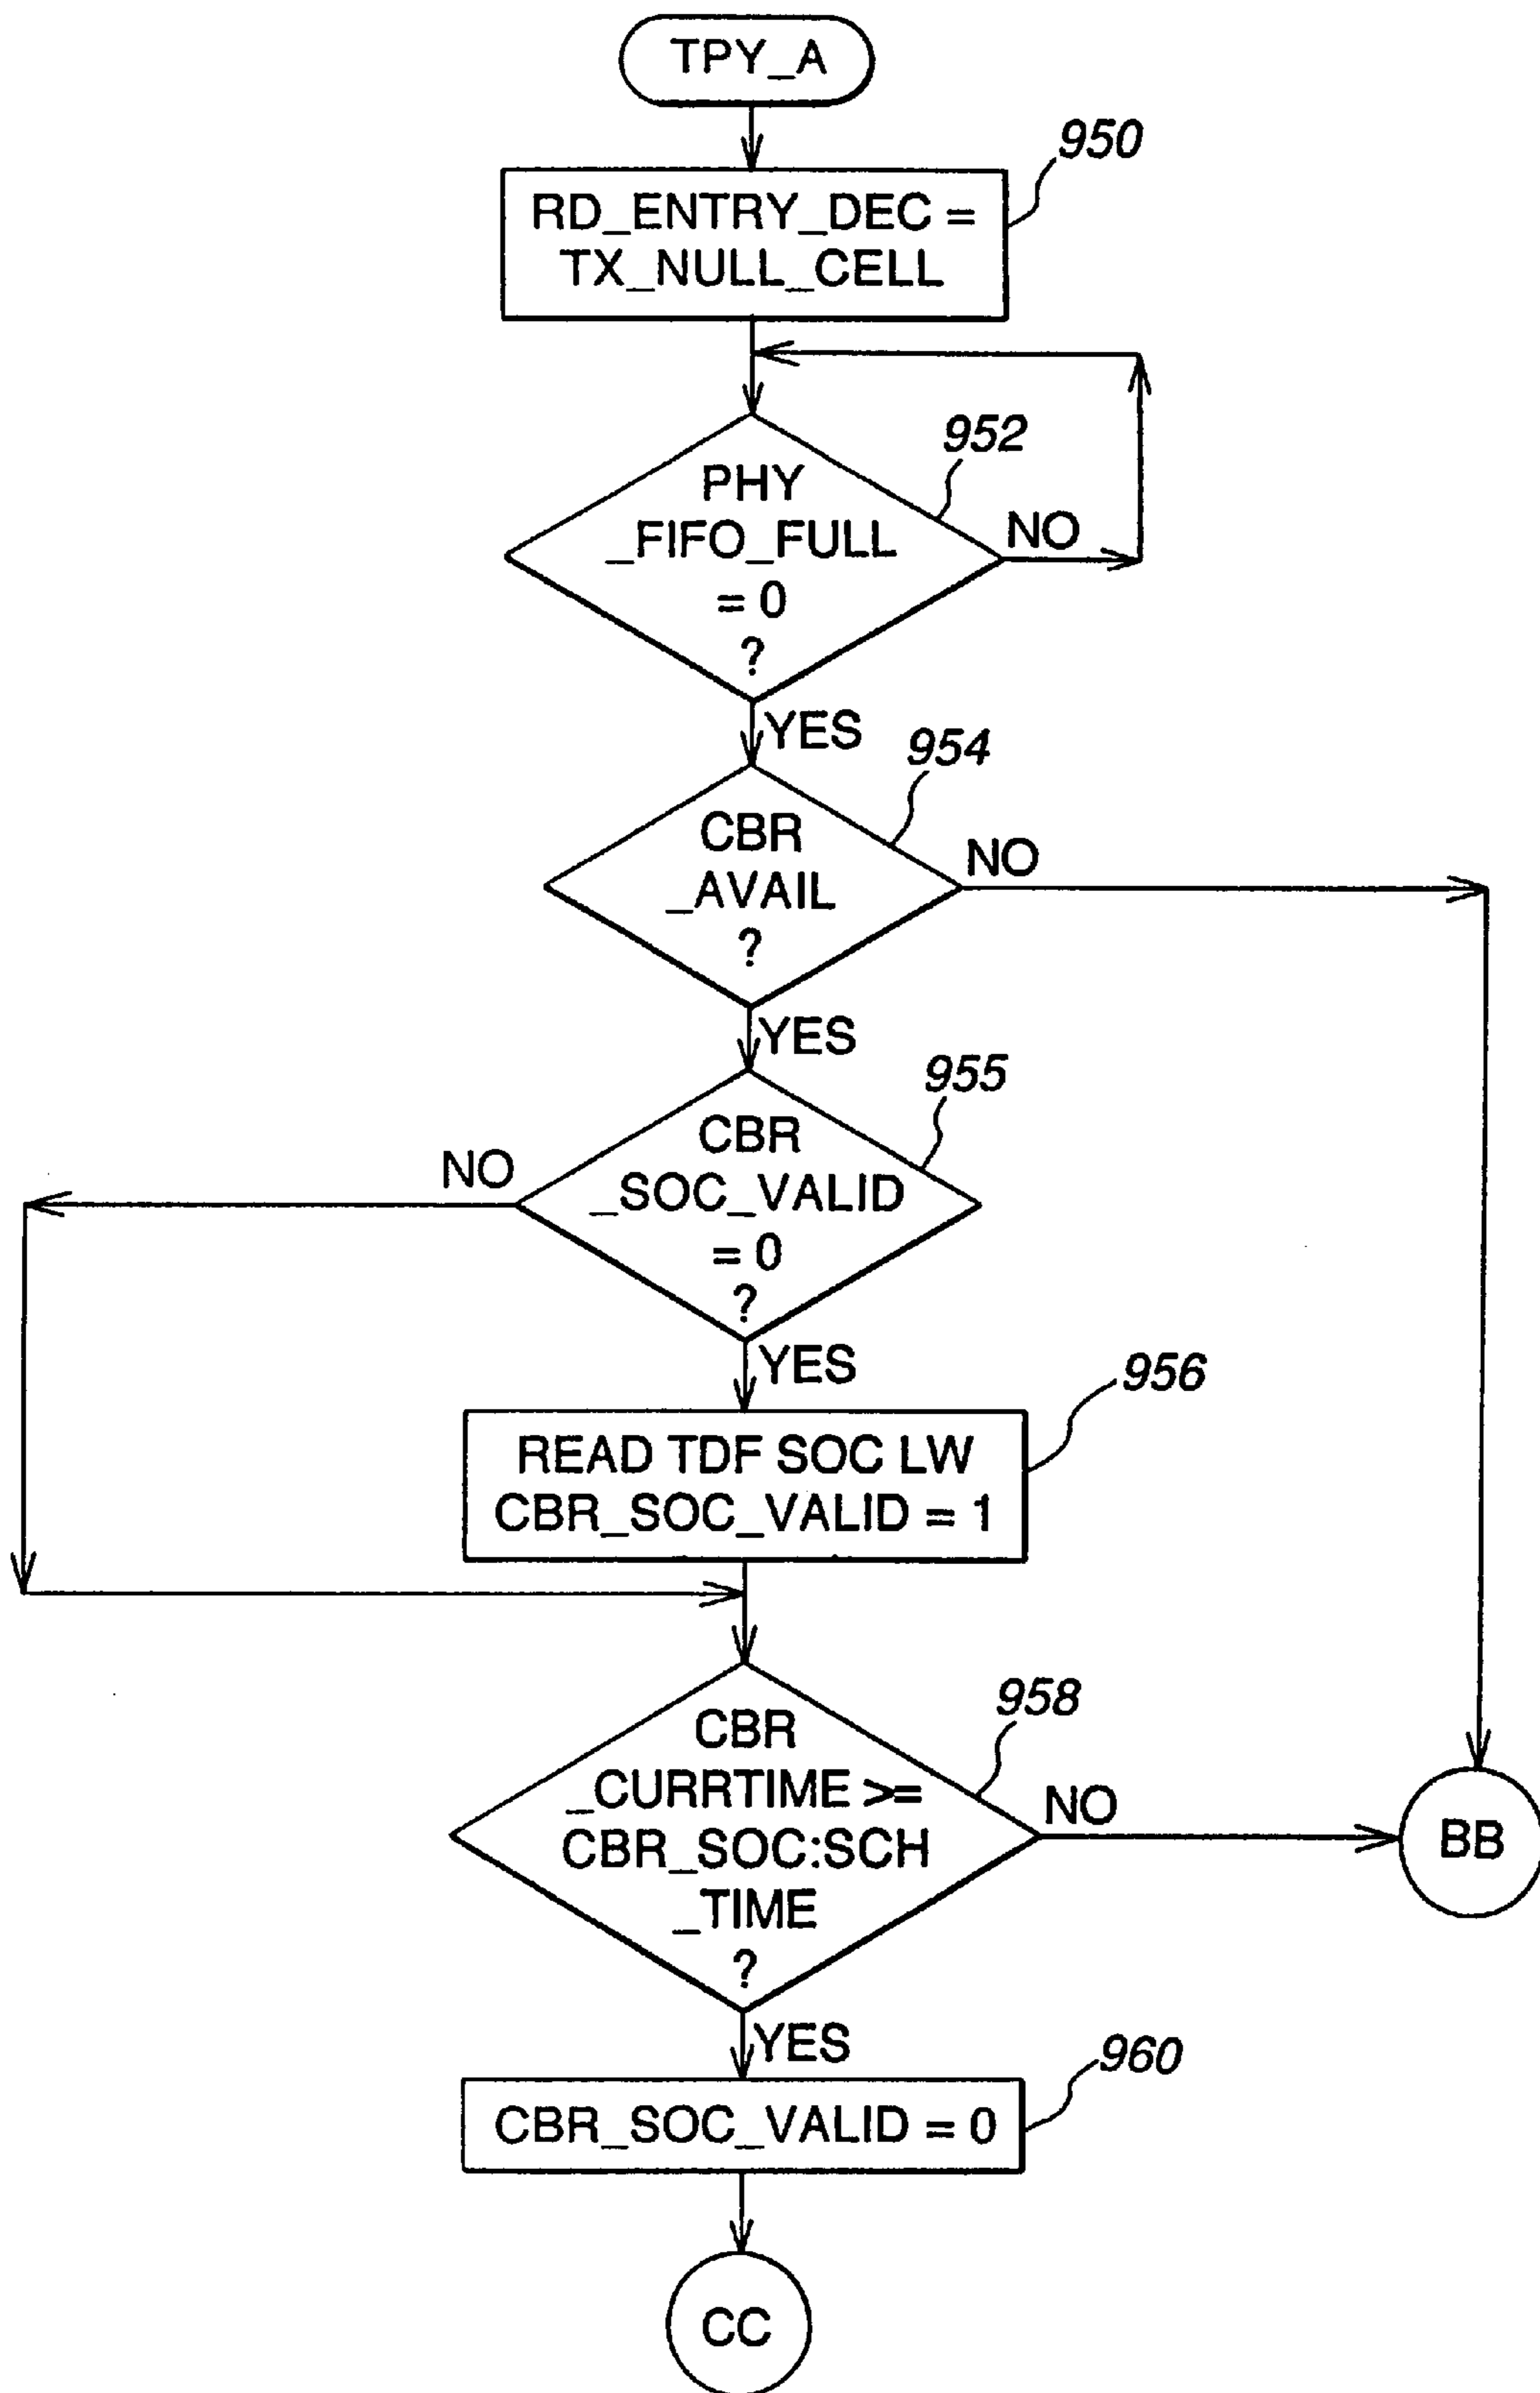 TPY_A
950
RD_ENTRY_DEC =
TX_NULL_CELL
952
PHY
_FIFO_FULL
= 0
?
NO
YES
954
CBR
_AVAIL
?
NO
YES
955
CBR
_SOC_VALID
= 0
?
NO
YES
956
READ TDF SOC LW
CBR_SOC_VALID = 1
958
CBR
_CURRTIME >=
CBR_SOC:SCH
_TIME
?
NO
BB
YES
960
CBR_SOC_VALID = 0
CC